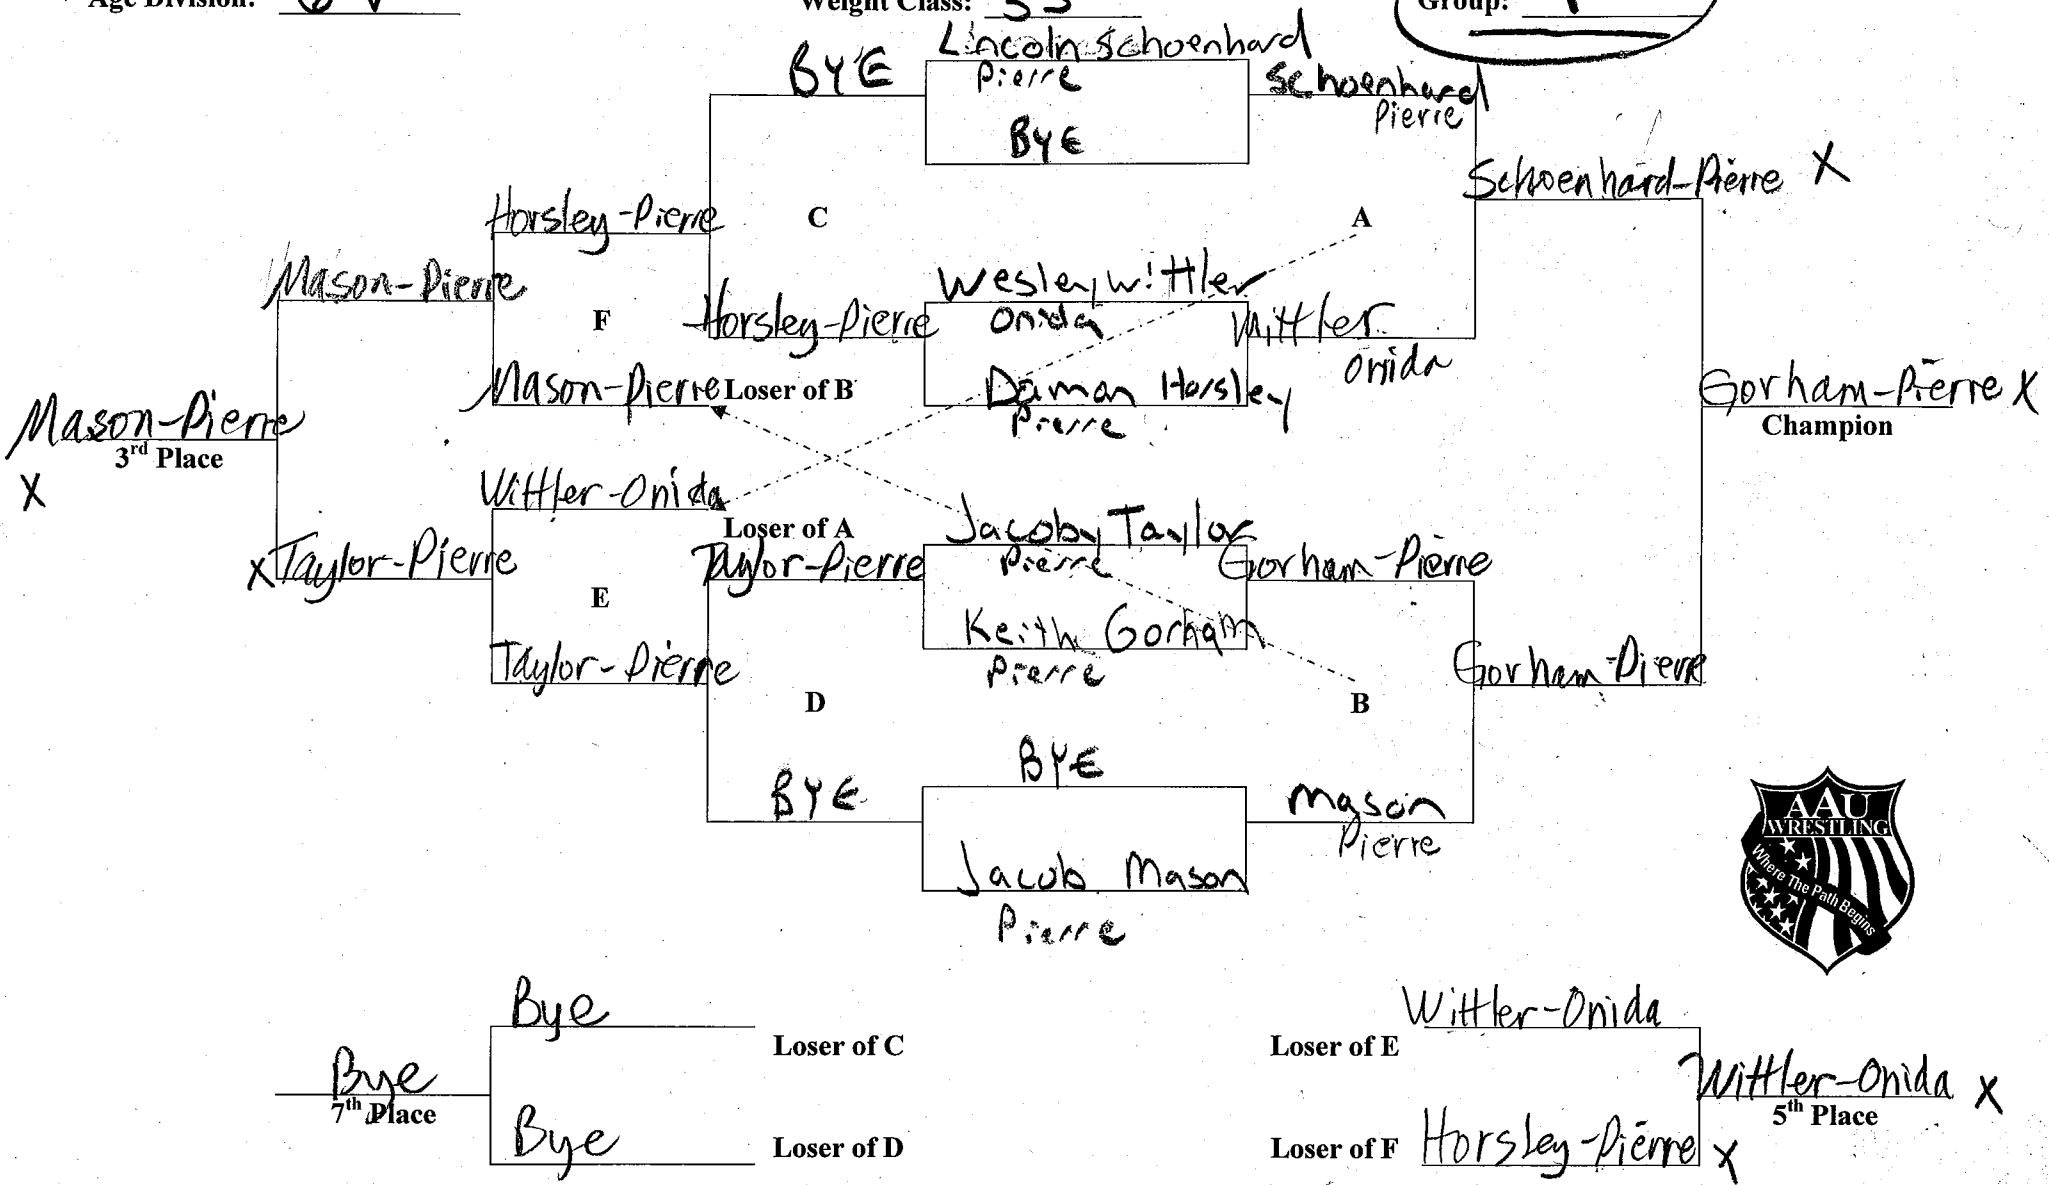 Age Division:
Weight Class: 55
Group:
BYE
Lincoln Schoenhard
Pierre
Schoenhard
Pierre
BYE
Schoenhard-Pierre X
Horsley-Pierre
C
A
Mason-Pierre
Wesley Wittler
Onida
F
Horsley-Pierre
Wittler
Onida
Mason-Pierre
Loser of B
Daman Horsley
Pierre
Gorham-Pierre X
Champion
Mason-Pierre
3rd Place
X
Wittler-Onida
Loser of A
Jacoby Taylor
Pierre
X Taylor-Pierre
Taylor-Pierre
Gorham-Pierre
E
Keith Gorham
Pierre
Taylor-Pierre
Gorham-Pierre
D
B
BYE
BYE
Mason
Pierre
Jacob Mason
Pierre
AAU
WRESTLING
Where The Path Begins
Bye
Loser of C
Loser of E
Wittler-Onida
Bye
7th Place
Wittler-Onida X
5th Place
Bye
Loser of D
Loser of F
Horsley-Pierre X